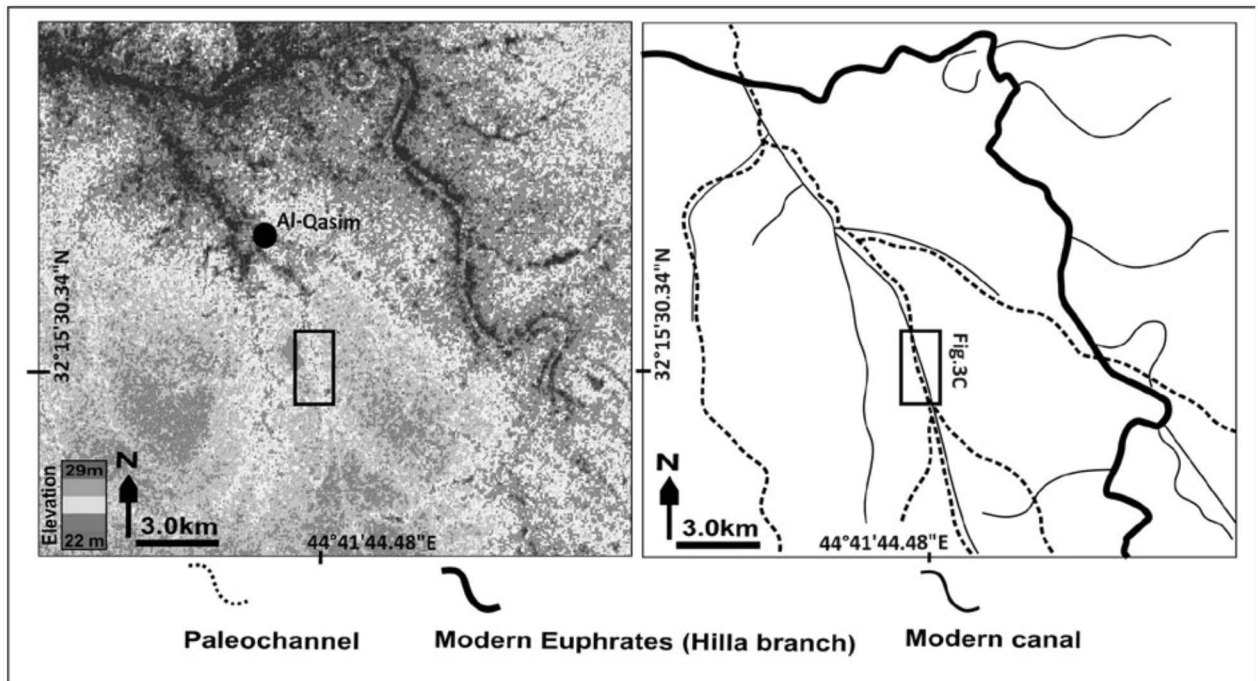 Al-Qasim
32°15'30.34"N
Elevation
29m
22 m
N
3.0km
44°41'44.48"E
32°15'30.34"N
Fig.3C
N
3.0km
44°41'44.48"E
Paleochannel
Modern Euphrates (Hilla branch)
Modern canal